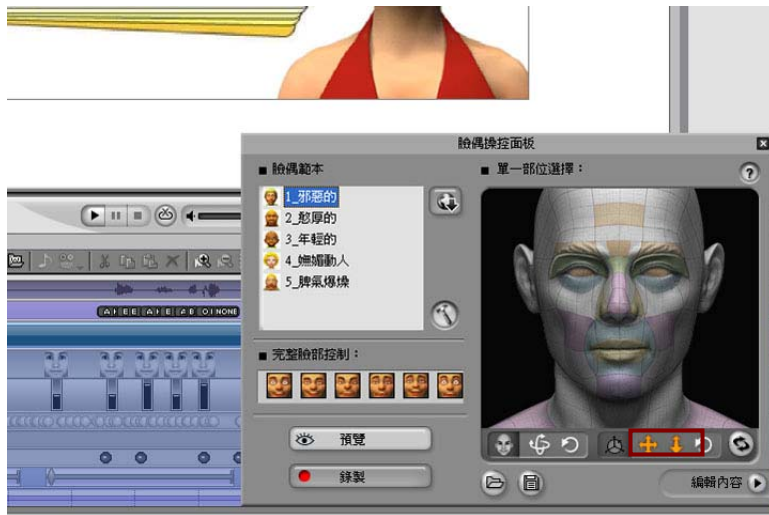 臉偶操控面板
臉偶範本
單一部位選擇：
?
1_邪惡的
2_憨厚的
3_年輕的
4_嫵媚動人
5_脾氣爆燥
完整臉部控制：
預覽
錄製
編輯內容
NONE